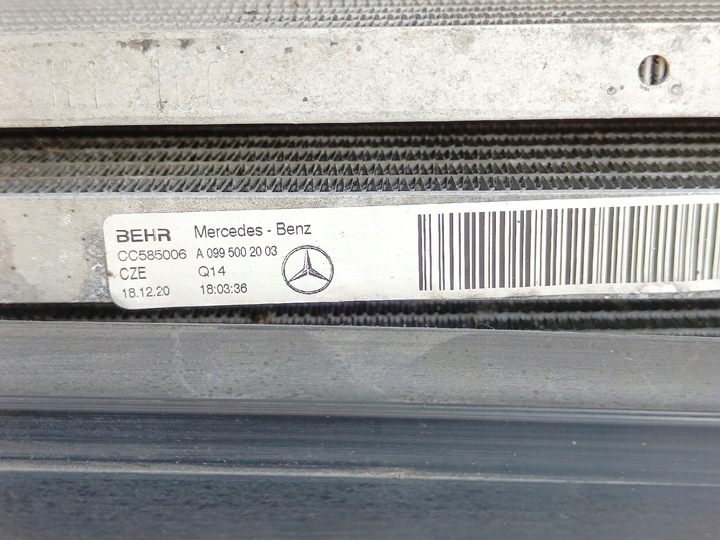 BEHR Mercedes - Benz
CC585006 A 099 500 20 03
CZE Q14
18.12.20 18:03:36